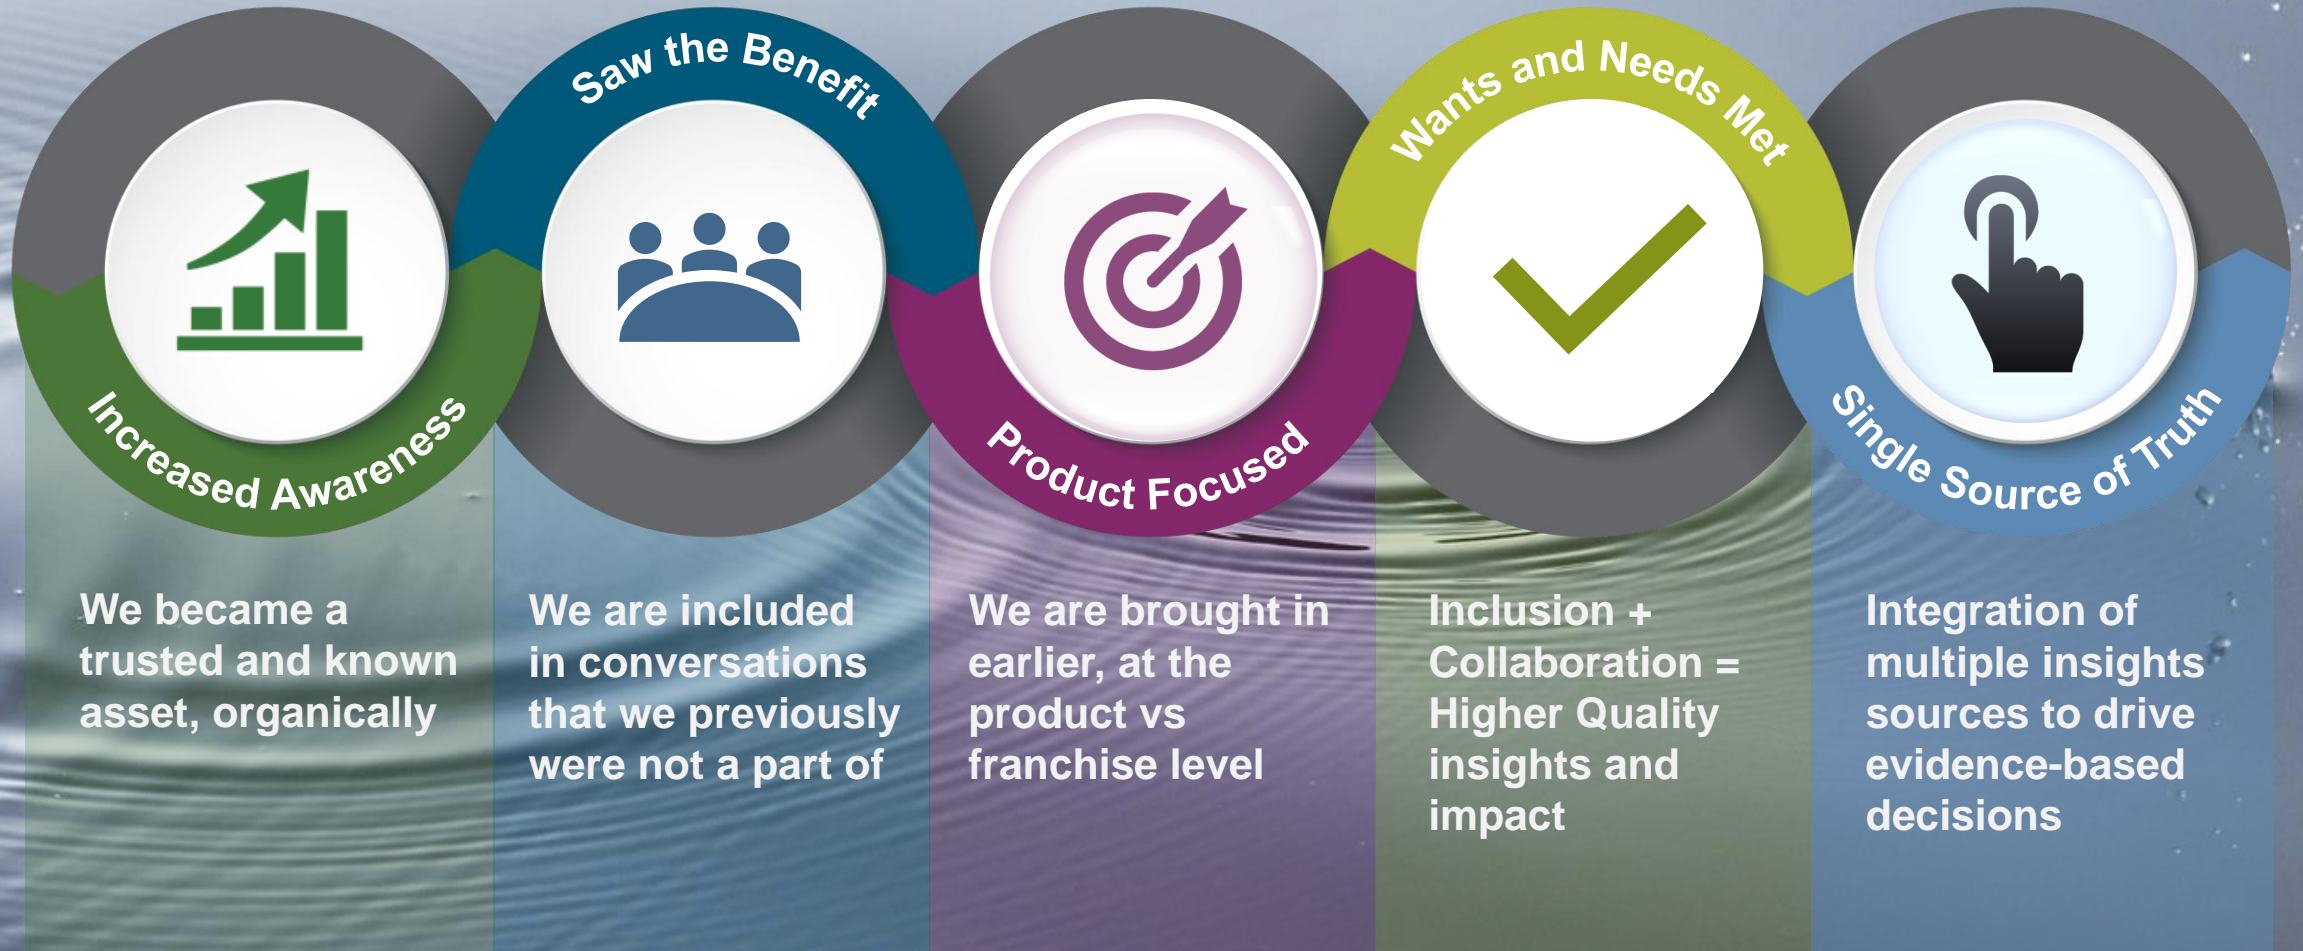 Increased Awareness
We became a
trusted and known
asset, organically
Saw the Benefit
We are included
in conversations
that we previously
were not a part of
Product Focused
We are brought in
earlier, at the
product vs
franchise level
Wants and Needs Met
Inclusion +
Collaboration =
Higher Quality
insights and
impact
Single Source of Truth
Integration of
multiple insights
sources to drive
evidence-based
decisions